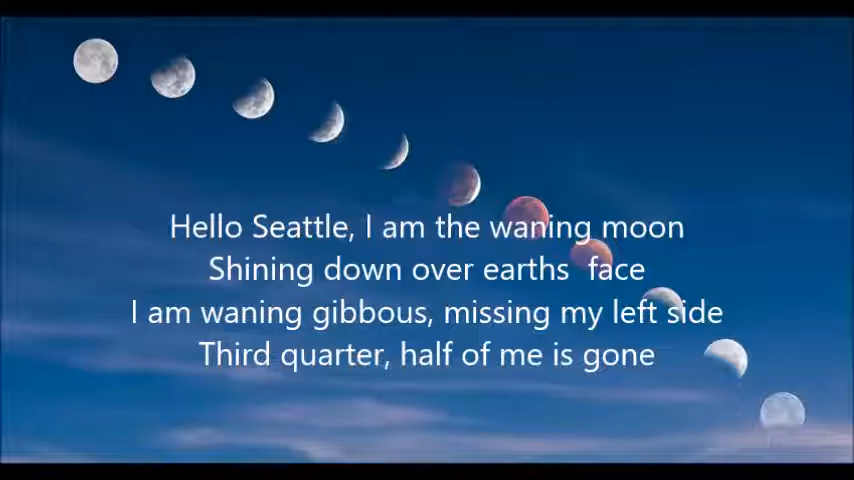 Hello Seattle, I am the waning moon
Shining down over earths  face
I am waning gibbous, missing my left side
Third quarter, half of me is gone